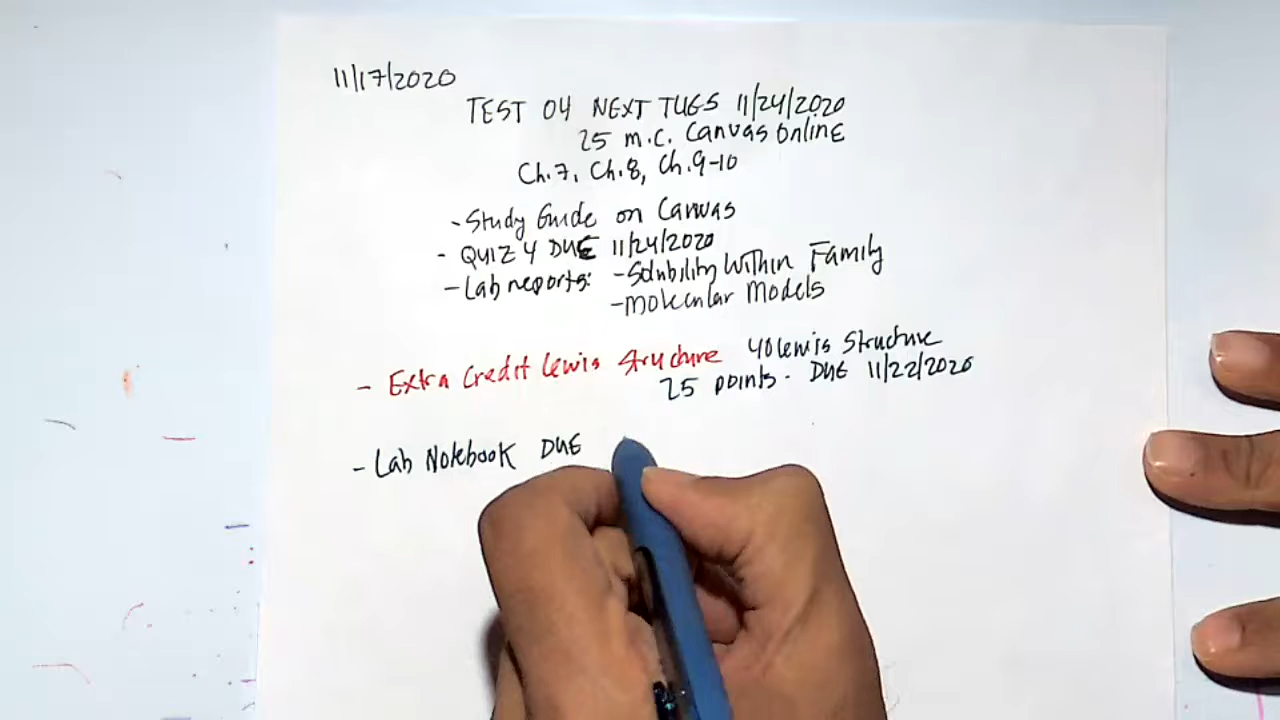 11/17/2020
TEST 04 NEXT TUES 11/24/2020
25 m.c. Canvas Online
Ch.7, Ch.8, Ch.9-10
- Study Guide on Canvas
- QUIZ 4 DUE 11/24/2020
- Lab reports: - Solubility Within Family
- Molecular Models
- Extra Credit Lewis Structure 40 lewis Structure
25 points. DUE 11/22/2020
- Lab Notebook DUE